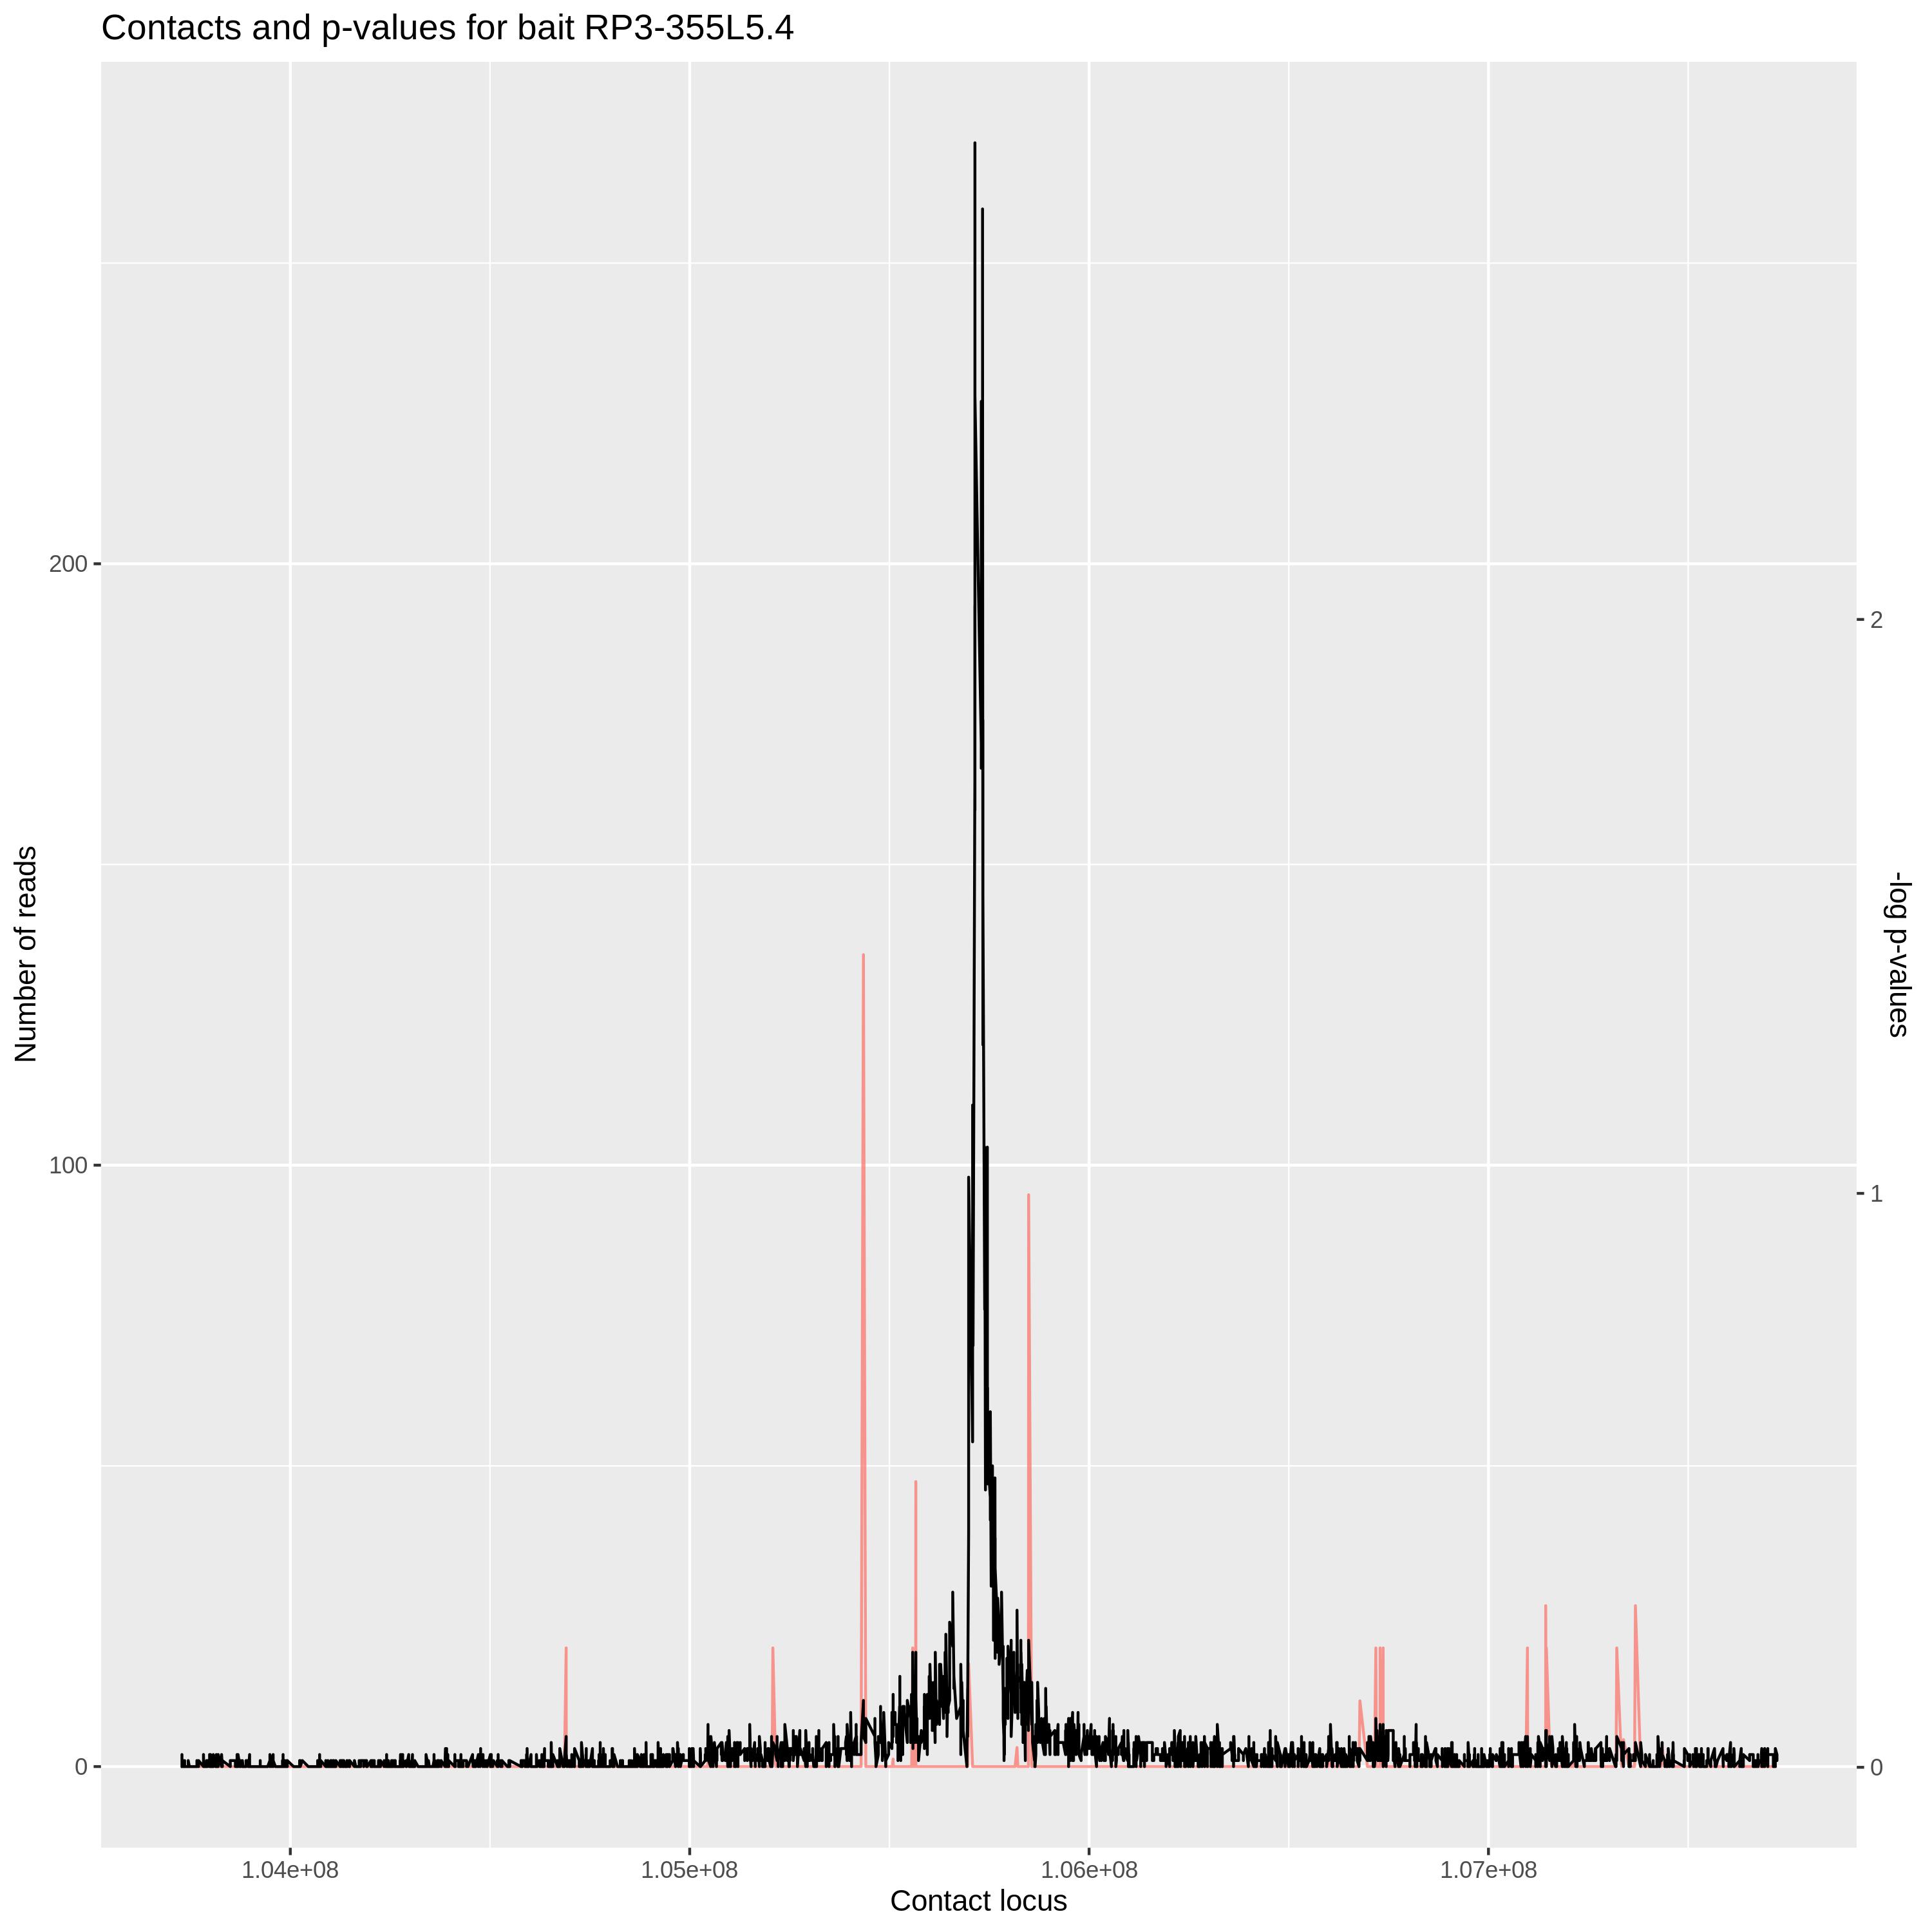 Contacts and p-values for bait RP3-355L5.4
Number of reads
200
100
0
2
1
0
-log p-values
1.04e+08
1.05e+08
1.06e+08
1.07e+08
Contact locus